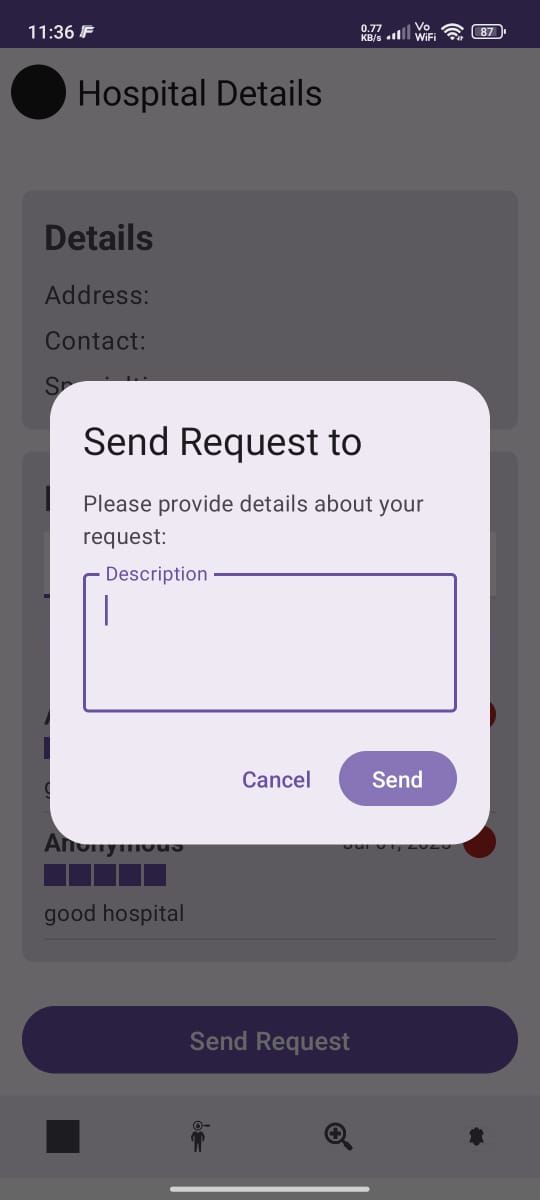 11:36
0.77 KB/s Vo WiFi 87
Hospital Details
Details
Address:
Contact:
Send Request to
Please provide details about your
request:
Description
Cancel Send
Anonymous
good hospital
Send Request